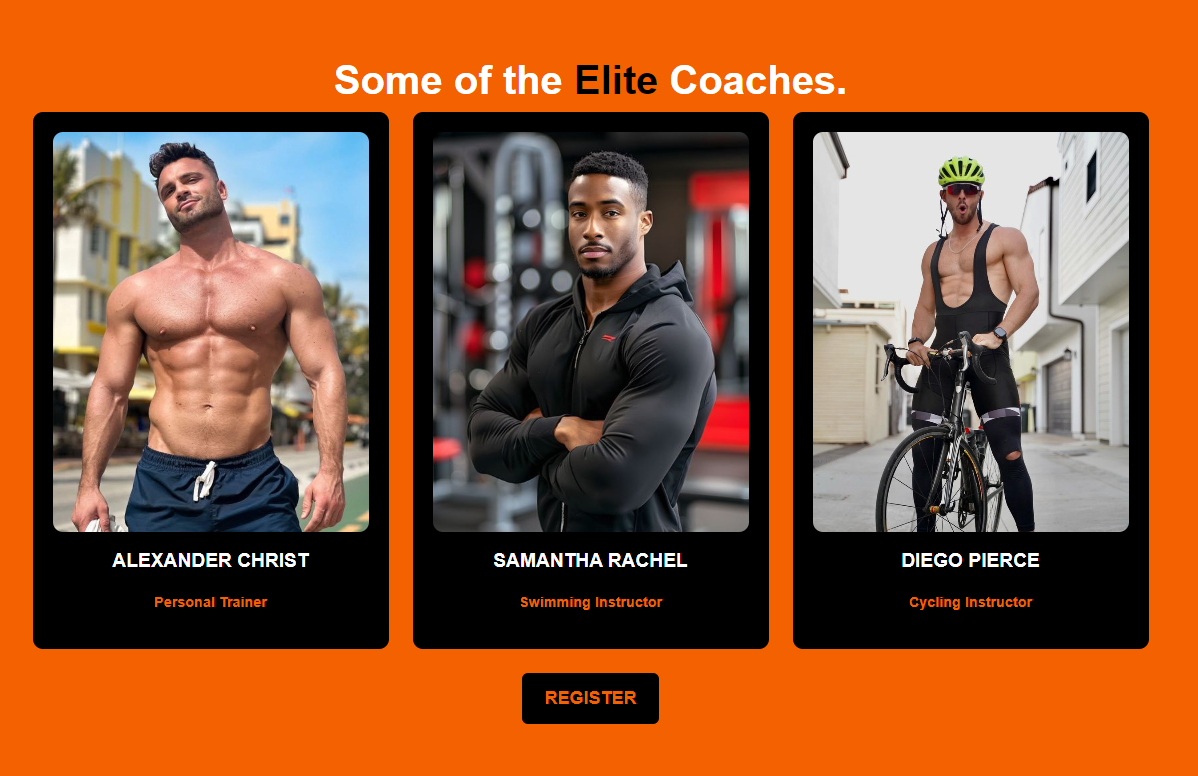 Some of the Elite Coaches.
ALEXANDER CHRIST
Personal Trainer
SAMANTHA RACHEL
Swimming Instructor
DIEGO PIERCE
Cycling Instructor
REGISTER